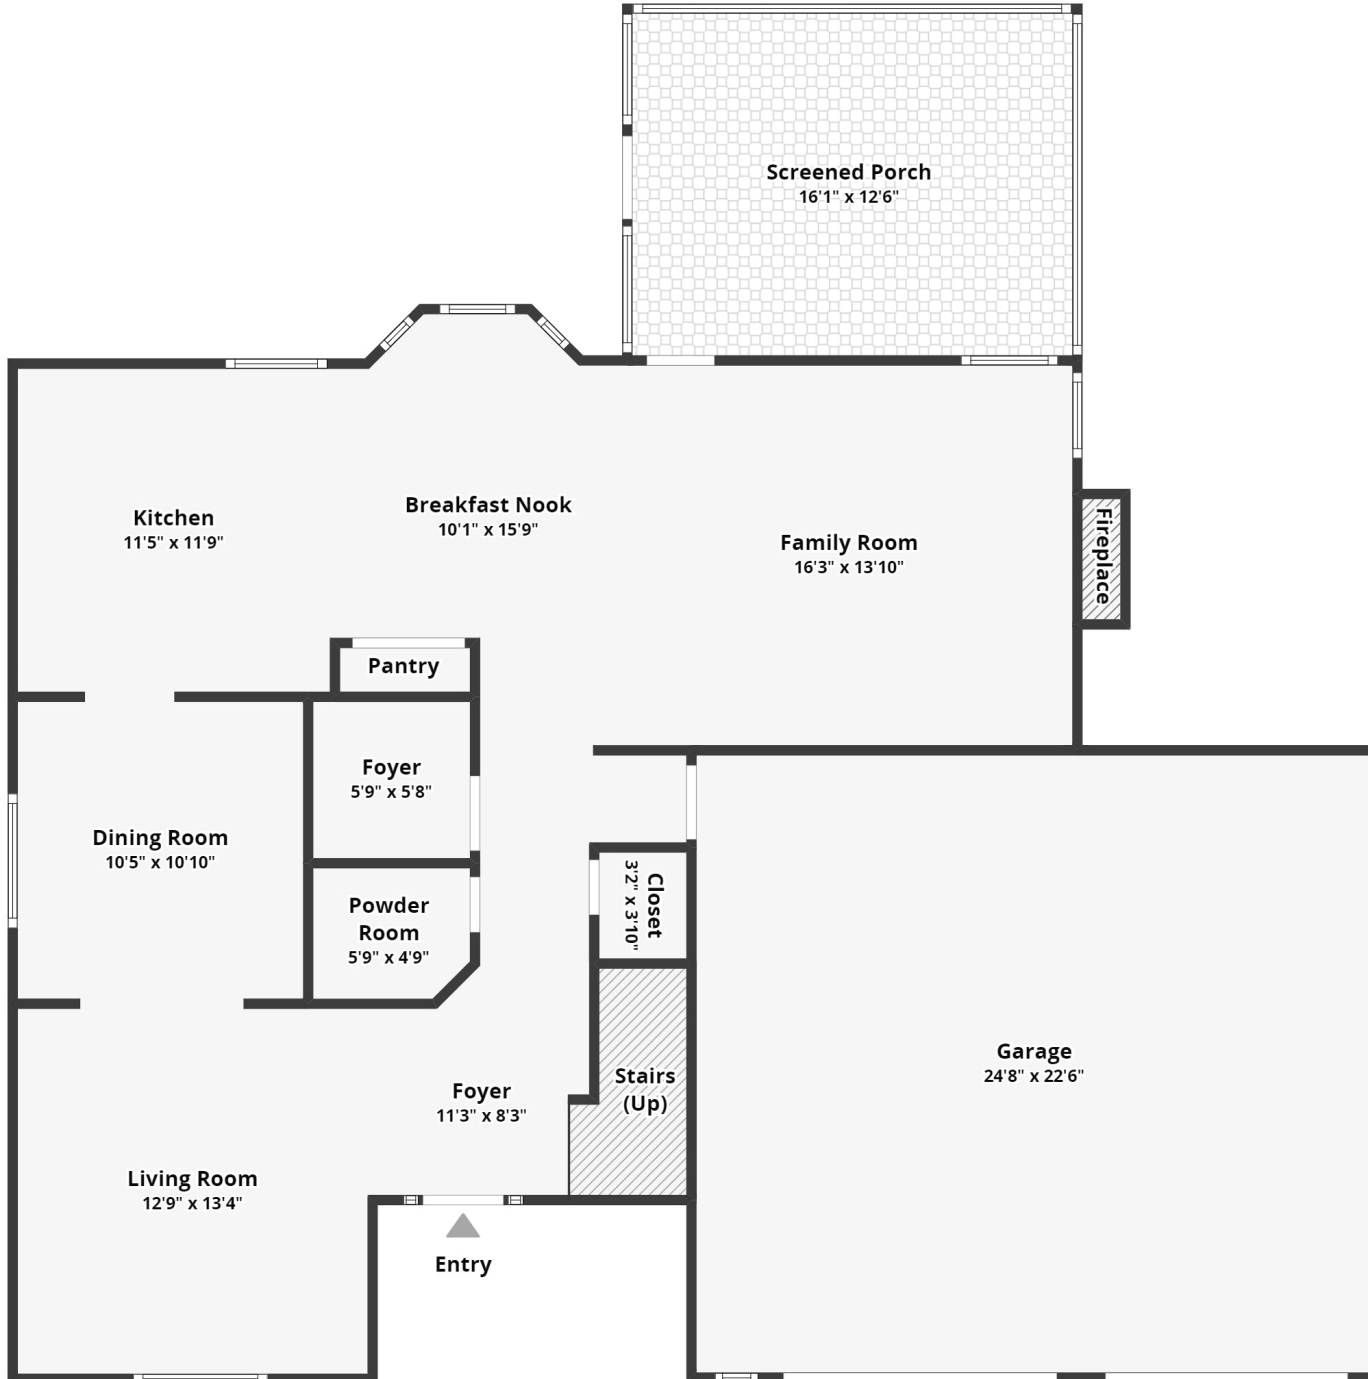 Screened Porch
16'1" x 12'6"
Kitchen
11'5" x 11'9"
Breakfast Nook
10'1" x 15'9"
Family Room
16'3" x 13'10"
Fireplace
Pantry
Foyer
5'9" x 5'8"
Dining Room
10'5" x 10'10"
Powder
Room
5'9" x 4'9"
Closet
3'2" x 3'10"
Stairs
(Up)
Garage
24'8" x 22'6"
Foyer
11'3" x 8'3"
Living Room
12'9" x 13'4"
Entry